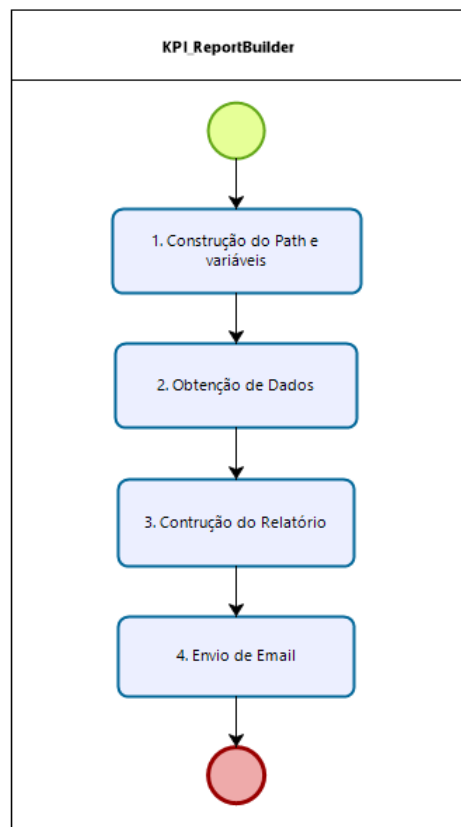 KPI_ReportBuilder
1. Construção do Path e
variáveis
2. Obtenção de Dados
3. Contrução do Relatório
4. Envio de Email